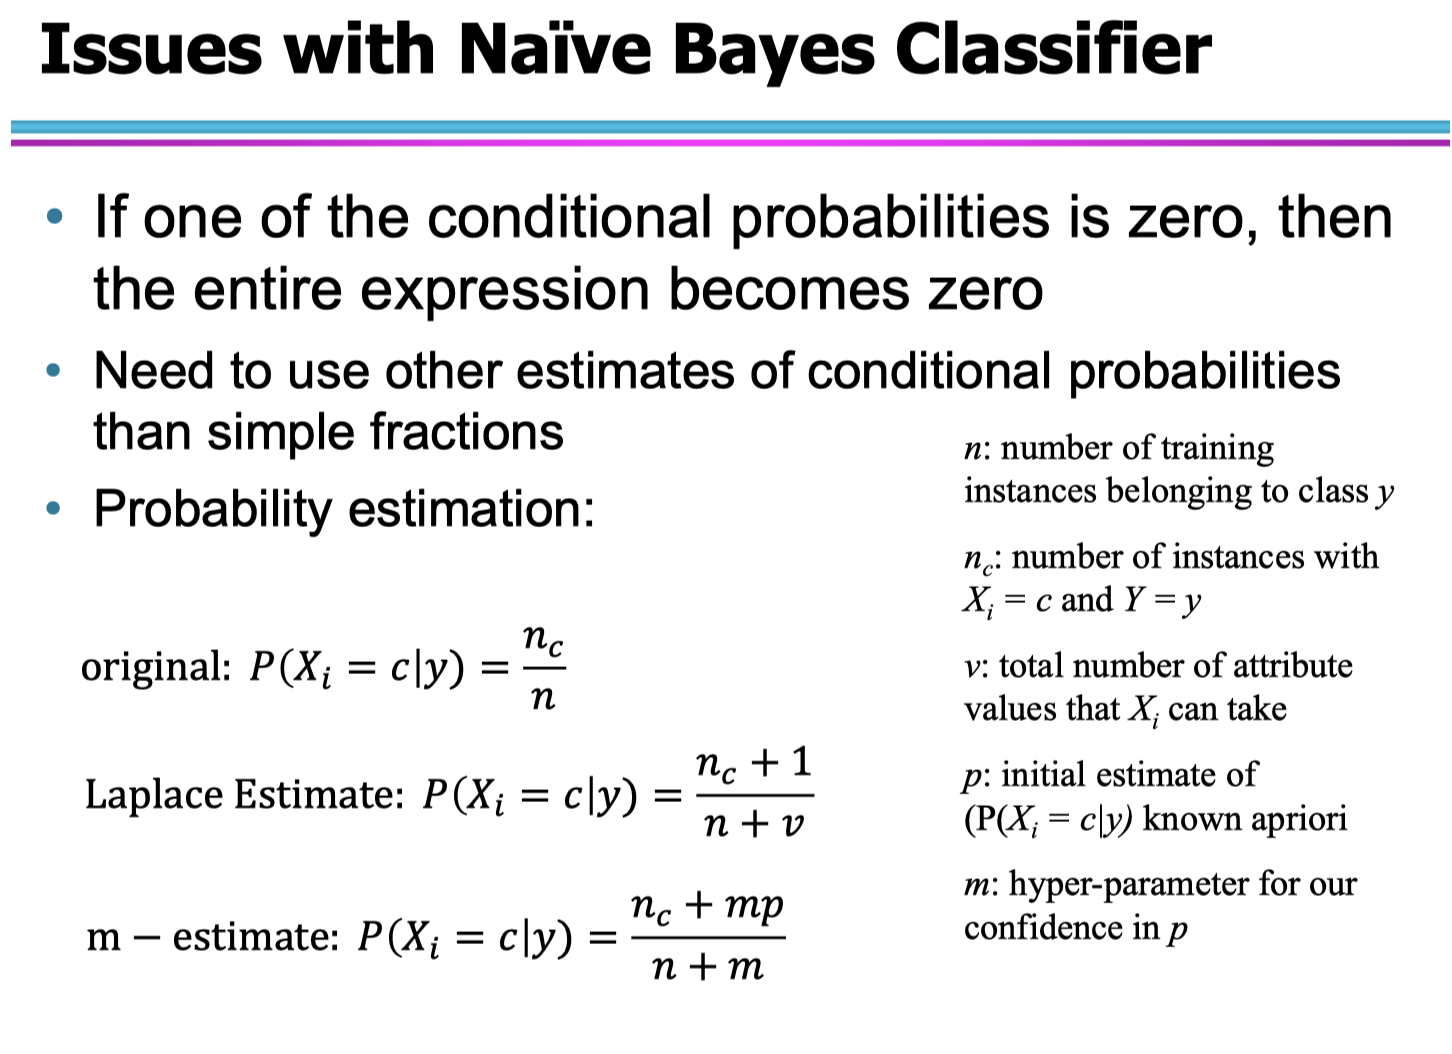 Issues with Naïve Bayes Classifier
• If one of the conditional probabilities is zero, then
the entire expression becomes zero
• Need to use other estimates of conditional probabilities
than simple fractions
• Probability estimation:
original: P(X_i = c|y) = n_c / n
Laplace Estimate: P(X_i = c|y) = (n_c + 1) / (n + v)
m − estimate: P(X_i = c|y) = (n_c + mp) / (n + m)
n: number of training
instances belonging to class y
n_c: number of instances with
X_i = c and Y = y
v: total number of attribute
values that X_i can take
p: initial estimate of
(P(X_i = c|y) known apriori
m: hyper-parameter for our
confidence in p